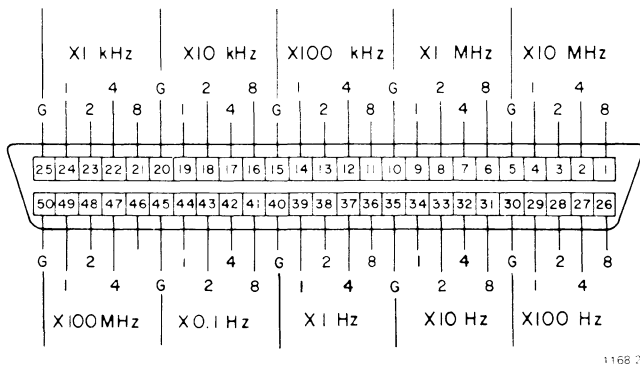 X1 kHz X10 kHz X100 kHz X1 MHz X10 MHz
1 4 G 2 8 1 4 G 2 8 1 4
G 2 8 1 4 G 2 8 1 4 G 2 8
25 24 23 22 21 20 19 18 17 16 15 14 13 12 11 10 9 8 7 6 5 4 3 2 1
50 49 48 47 46 45 44 43 42 41 40 39 38 37 36 35 34 33 32 31 30 29 28 27 26
G 2 1 4 G 2 8 1 4 G 2 8
1 4 G 2 8 1 4 G 2 8 1 4
X100MHz X0.1 Hz X1 Hz X10 Hz X100 Hz
1168